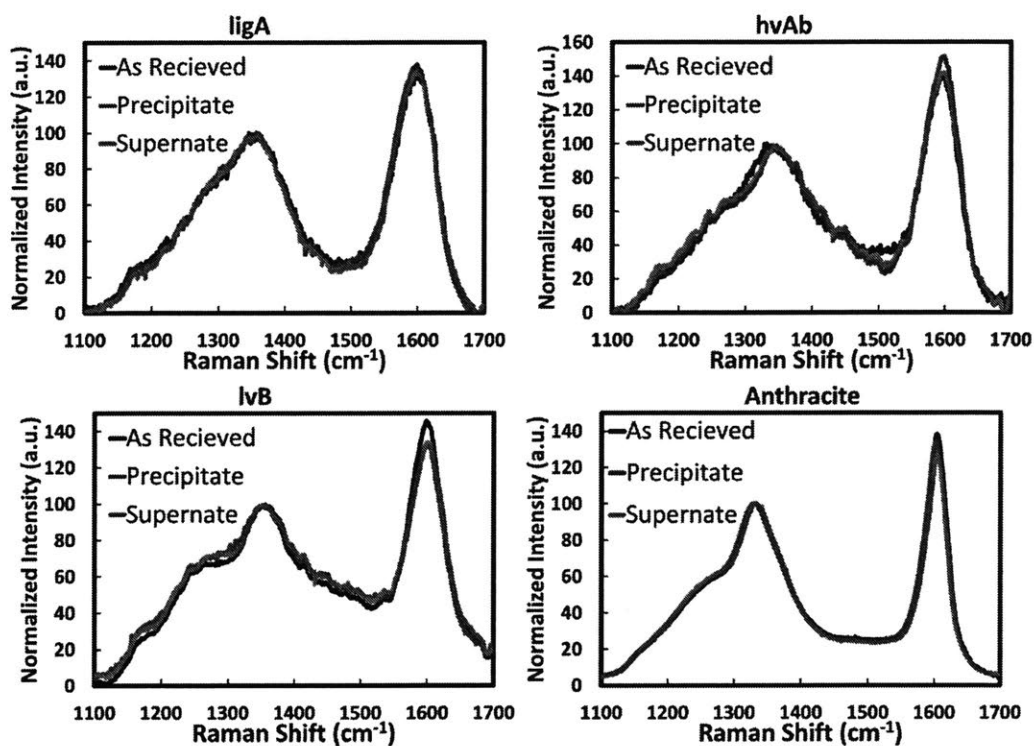 ligA
Normalized Intensity (a.u.)
140
120
100
80
60
40
20
0
As Recieved
Precipitate
Supernate
1100 1200 1300 1400 1500 1600 1700
Raman Shift (cm-1)
hvAb
Normalized Intensity (a.u.)
160
140
120
100
80
60
40
20
0
As Recieved
Precipitate
Supernate
1100 1200 1300 1400 1500 1600 1700
Raman Shift (cm-1)
lvB
Normalized Intensity (a.u.)
140
120
100
80
60
40
20
0
As Recieved
Precipitate
Supernate
1100 1200 1300 1400 1500 1600 1700
Raman Shift (cm-1)
Anthracite
Normalized Intensity (a.u.)
140
120
100
80
60
40
20
0
As Recieved
Precipitate
Supernate
1100 1200 1300 1400 1500 1600 1700
Raman Shift (cm-1)